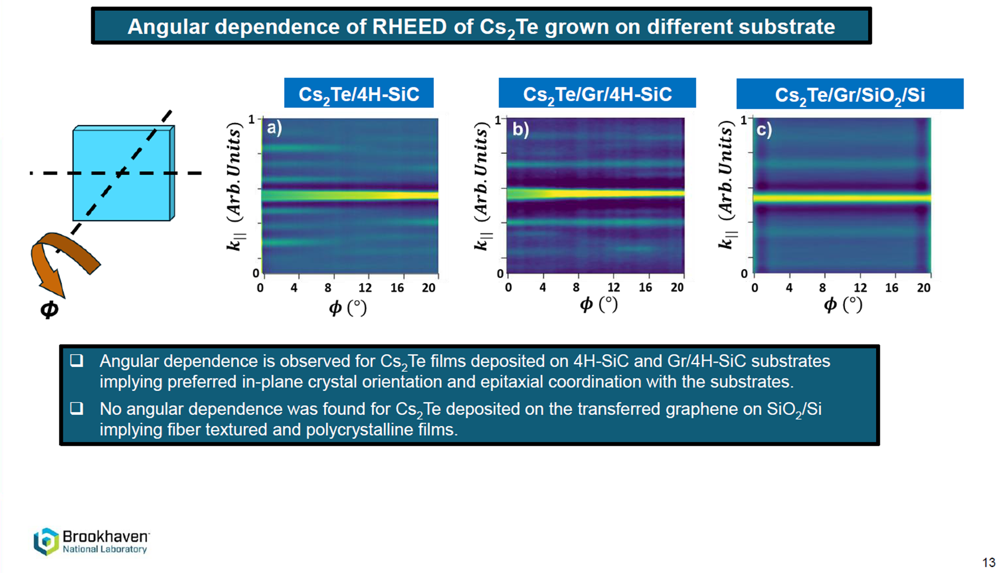 Angular dependence of RHEED of Cs₂Te grown on different substrate
Cs₂Te/4H-SiC
Cs₂Te/Gr/4H-SiC
Cs₂Te/Gr/SiO₂/Si
ϕ
a)
k|| (Arb. Units)
1
0
0 4 8 12 16 20
ϕ (°)
b)
k|| (Arb. Units)
1
0
0 4 8 12 16 20
ϕ (°)
c)
k|| (Arb. Units)
1
0
0 4 8 12 16 20
ϕ (°)
❑ Angular dependence is observed for Cs₂Te films deposited on 4H-SiC and Gr/4H-SiC substrates
implying preferred in-plane crystal orientation and epitaxial coordination with the substrates.
❑ No angular dependence was found for Cs₂Te deposited on the transferred graphene on SiO₂/Si
implying fiber textured and polycrystalline films.
Brookhaven™
National Laboratory
13